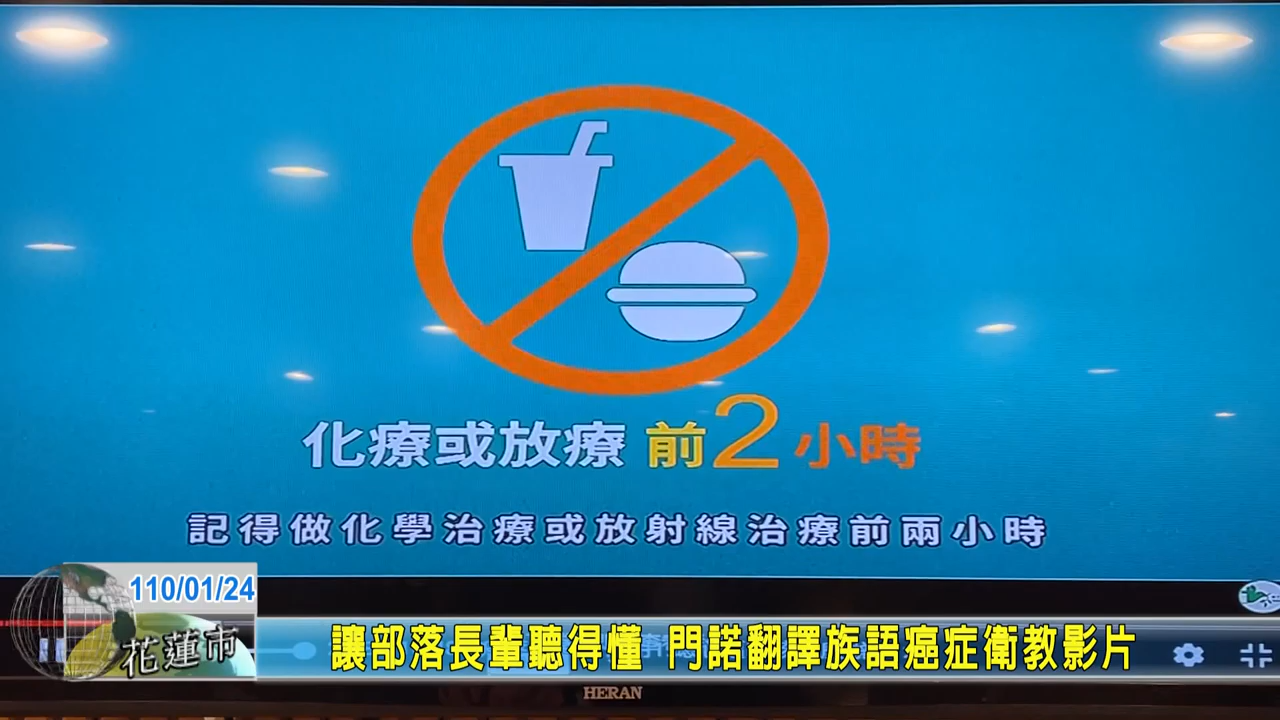 化療或放療 前2小時
記得做化學治療或放射線治療前兩小時
110/01/24
花蓮市
讓部落長輩聽得懂 門諾翻譯族語癌症衛教影片
HERAN